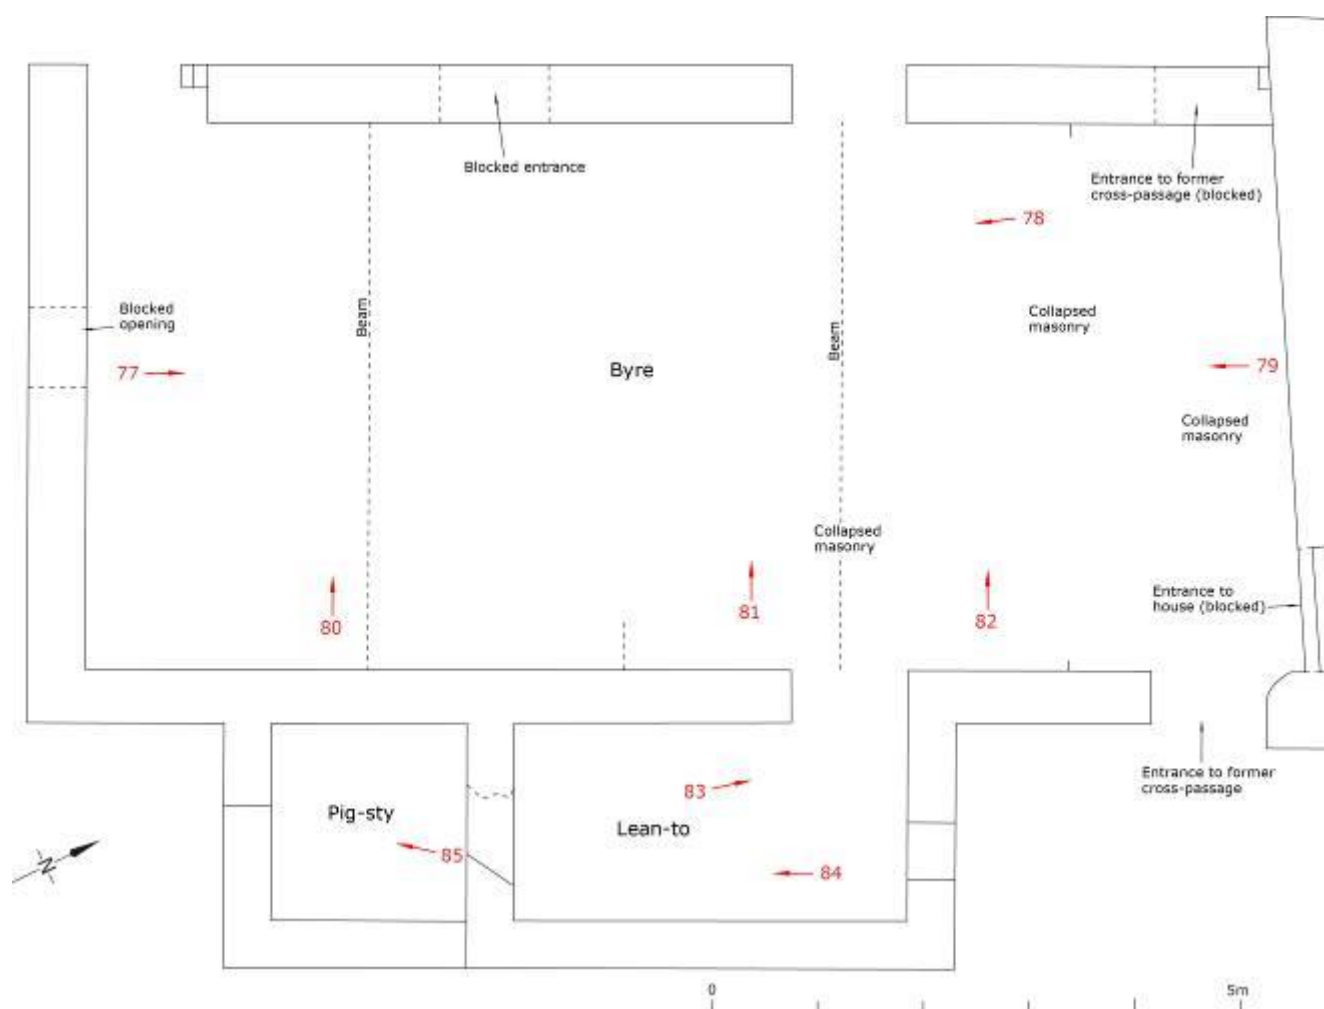 Blocked entrance
Entrance to former
cross-passage (blocked)
78
Blocked
opening
Beam
Beam
Collapsed
masonry
77
Byre
79
Collapsed
masonry
Collapsed
masonry
80
81
82
Entrance to
house (blocked)
Entrance to former
cross-passage
83
Pig-sty
Lean-to
85
84
N
0
5m